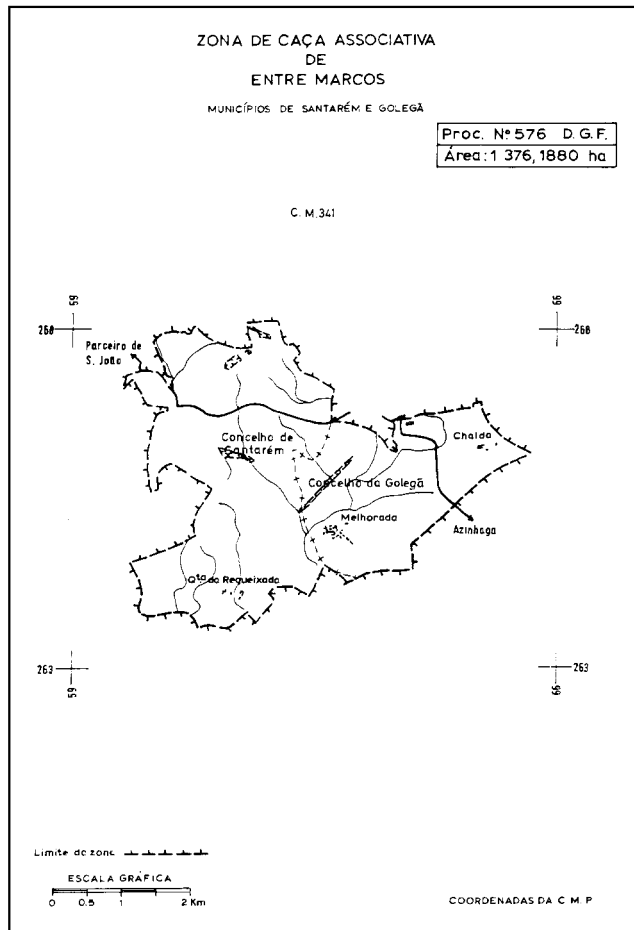 ZONA DE CAÇA ASSOCIATIVA
DE
ENTRE MARCOS
MUNICÍPIOS DE SANTARÉM E GOLEGÃ
Proc. Nº 576 D.G.F.
Área: 1 376,1880 ha
C. M. 341
59
66
268
268
Parceiro de
S. João
Concelho de
Santarém
Chalda
Concelho da Golegã
Melhorada
Azinhaga
Qta da Requeixada
263
263
59
66
Limite de zona
ESCALA GRÁFICA
0 0.5 1 2 Km
COORDENADAS DA C M P